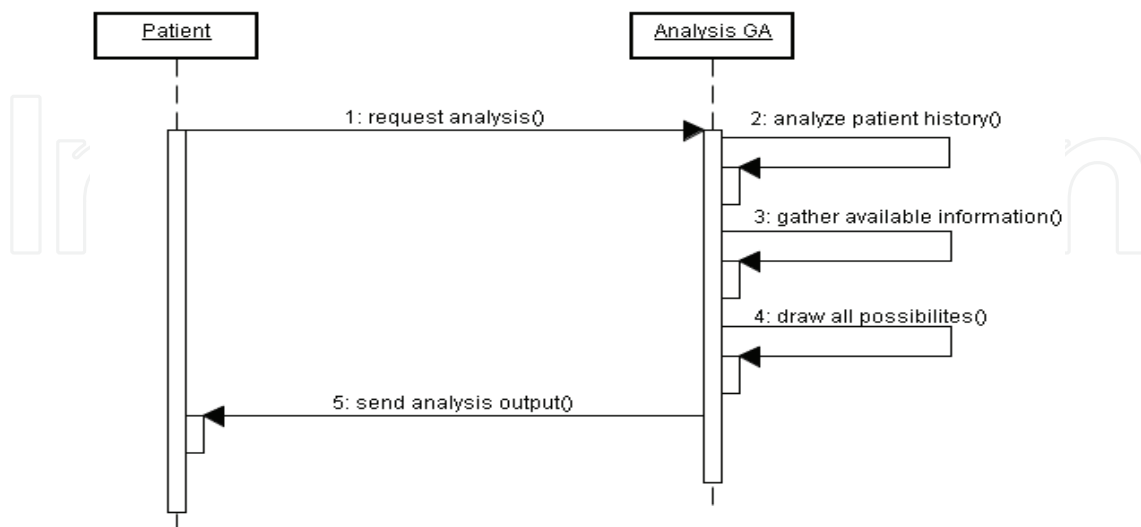 Patient
Analysis GA
1: request analysis()
2: analyze patient history()
3: gather available information()
4: draw all possibilites()
5: send analysis output()